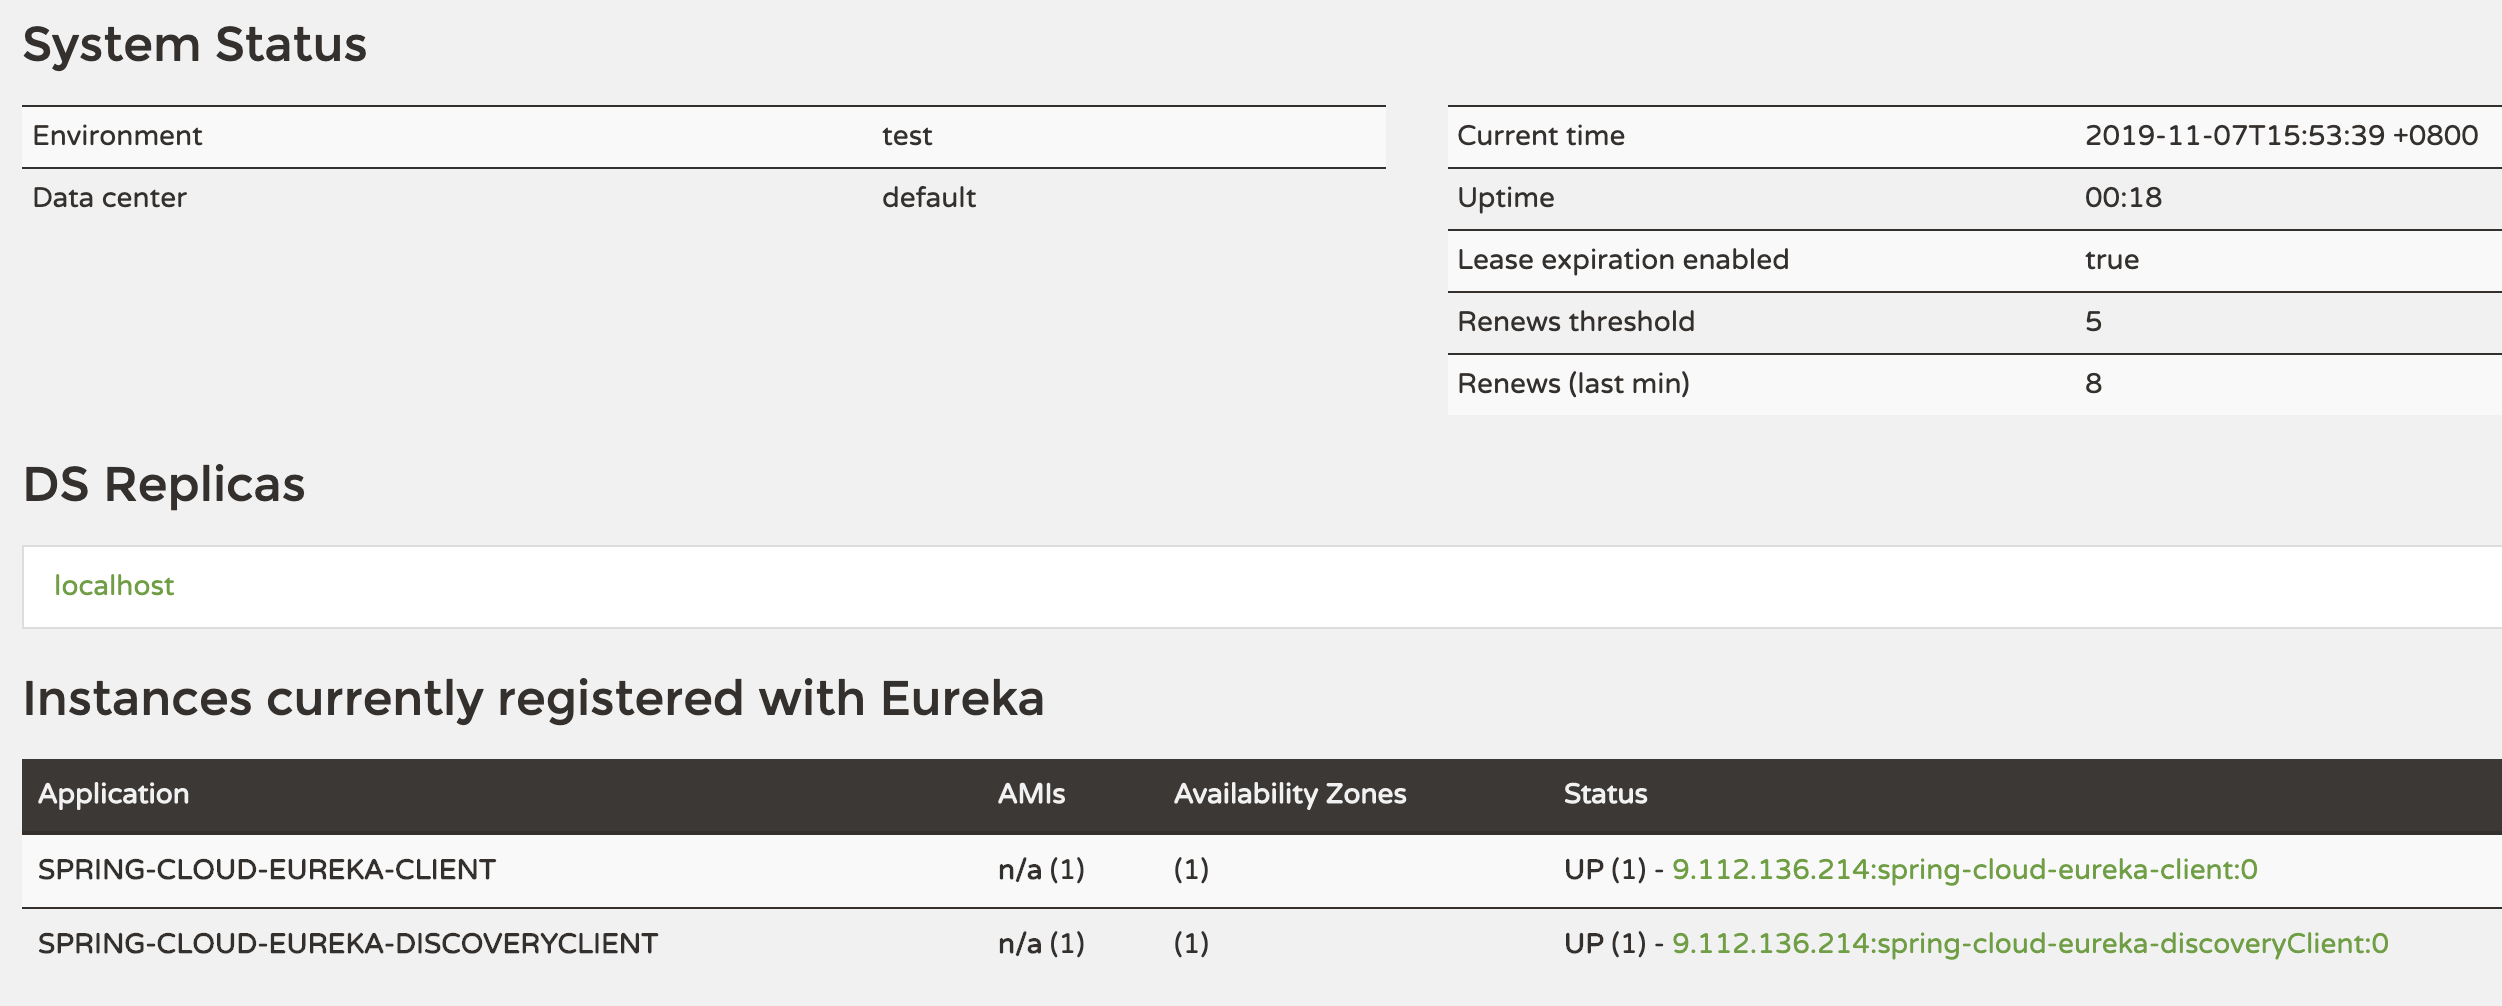 System Status
Environment test
Data center default
Current time 2019-11-07T15:53:39 +0800
Uptime 00:18
Lease expiration enabled true
Renews threshold 5
Renews (last min) 8
DS Replicas
localhost
Instances currently registered with Eureka
Application AMIs Availability Zones Status
SPRING-CLOUD-EUREKA-CLIENT n/a (1) (1) UP (1) - 9.112.136.214:spring-cloud-eureka-client:0
SPRING-CLOUD-EUREKA-DISCOVERYCLIENT n/a (1) (1) UP (1) - 9.112.136.214:spring-cloud-eureka-discoveryClient:0